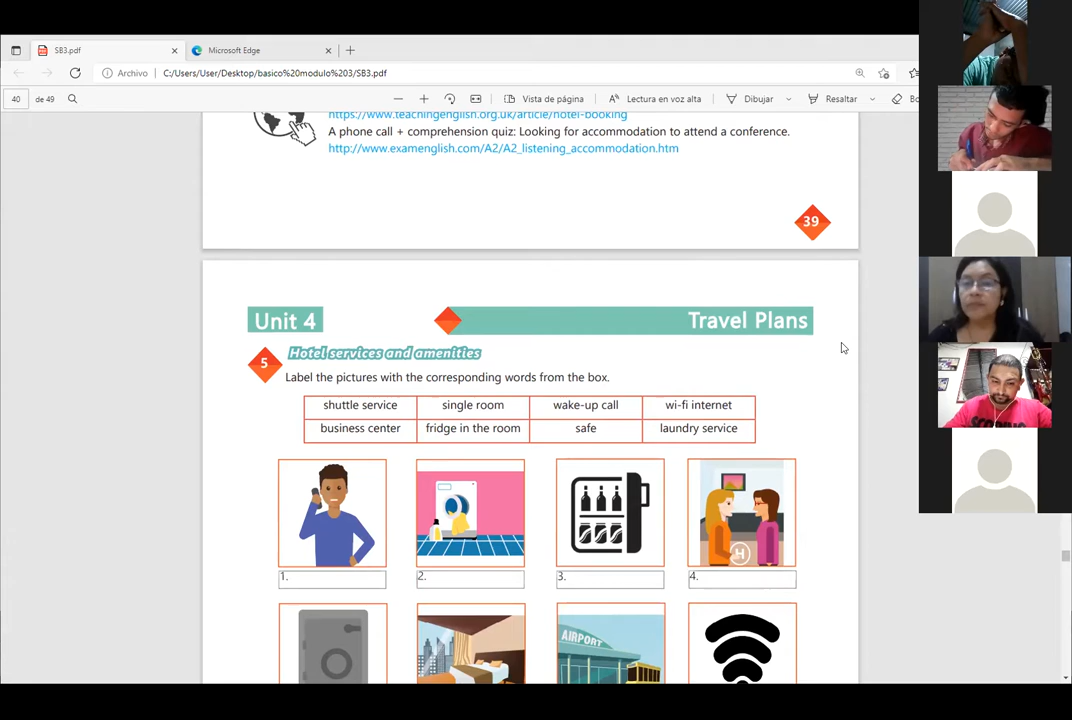 SB3.pdf
Microsoft Edge
Archivo
C:/Users/User/Desktop/basico%20modulo%203/SB3.pdf
40
de 49
Vista de página
Lectura en voz alta
Dibujar
Resaltar
Bo
https://www.teachingenglish.org.uk/article/hotel-booking
A phone call + comprehension quiz: Looking for accommodation to attend a conference.
http://www.examenglish.com/A2/A2_listening_accommodation.htm
39
Unit 4
Travel Plans
5
Hotel services and amenities
Label the pictures with the corresponding words from the box.
shuttle service single room wake-up call wi-fi internet
business center fridge in the room safe laundry service
H
1. 2. 3. 4.
AIRPORT